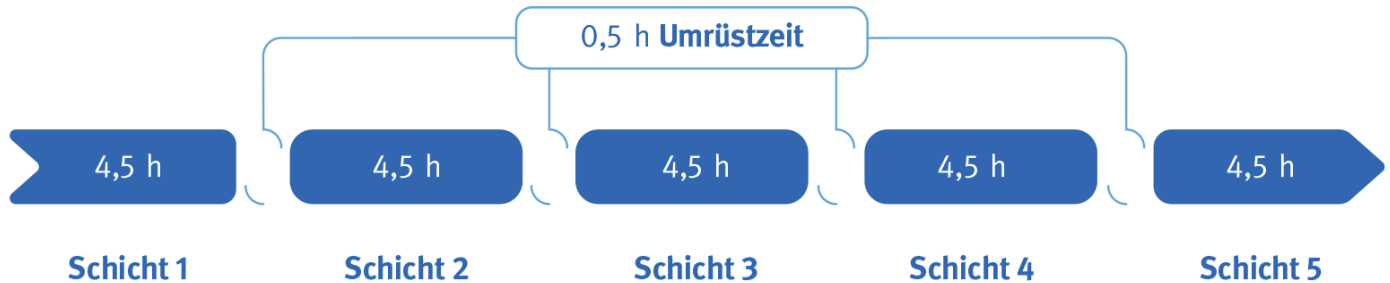 0,5 h Umrüstzeit
4,5 h 4,5 h 4,5 h 4,5 h 4,5 h
Schicht 1 Schicht 2 Schicht 3 Schicht 4 Schicht 5